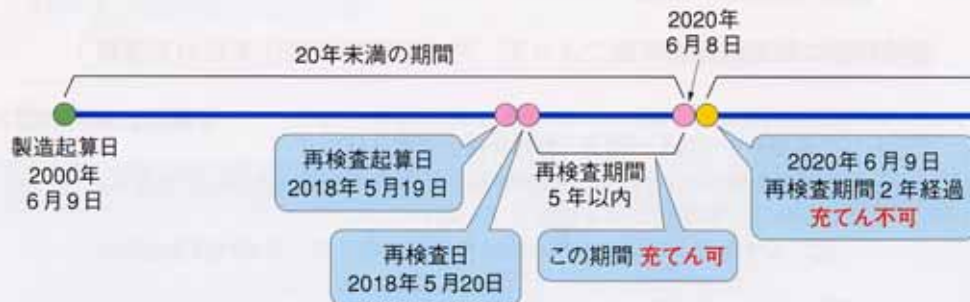 2020年
6月8日
20年未満の期間
製造起算日
2000年
6月9日
再検査起算日
2018年5月19日
再検査日
2018年5月20日
再検査期間
5年以内
この期間 充てん可
2020年6月9日
再検査期間2年経過
充てん不可